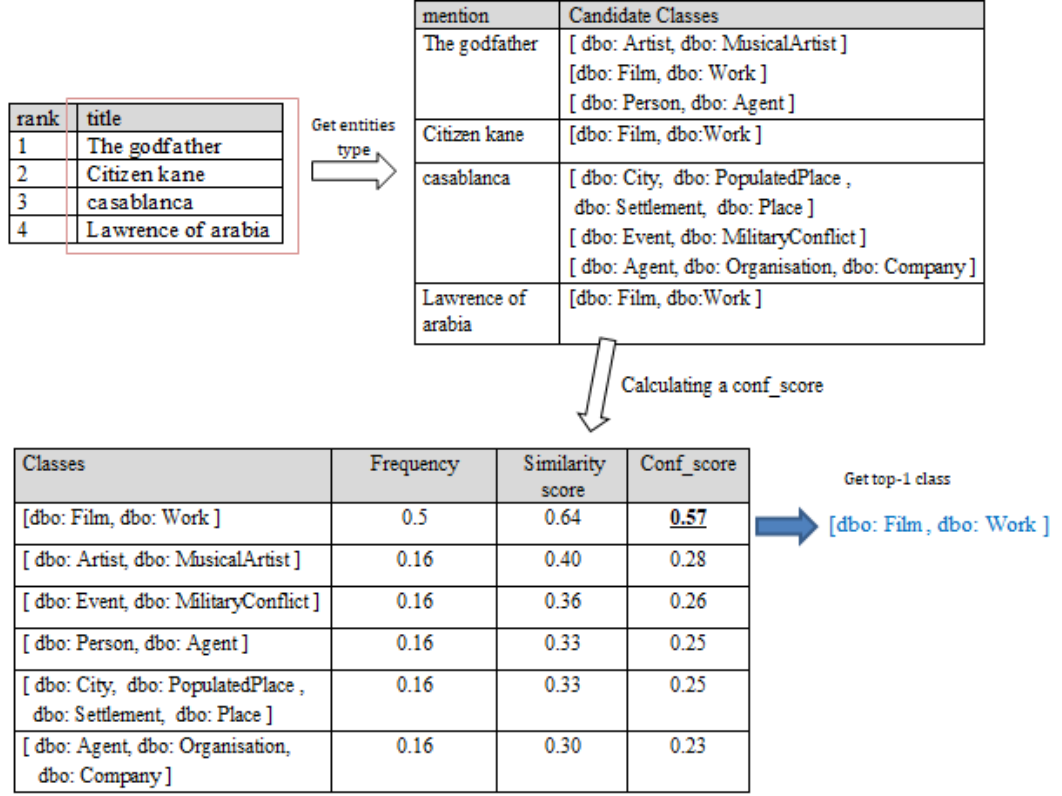 mention Candidate Classes
The godfather [ dbo: Artist, dbo: MusicalArtist ]
[dbo: Film, dbo: Work ]
[ dbo: Person, dbo: Agent ]
Citizen kane [dbo: Film, dbo:Work ]
casablanca [ dbo: City, dbo: PopulatedPlace ,
dbo: Settlement, dbo: Place ]
[ dbo: Event, dbo: MilitaryConflict ]
[ dbo: Agent, dbo: Organisation, dbo: Company ]
Lawrence of [dbo: Film, dbo:Work ]
arabia
rank title
1 The godfather
2 Citizen kane
3 casablanca
4 Lawrence of arabia
Get entities
type
Calculating a conf_score
Classes Frequency Similarity Conf_score
score
[dbo: Film, dbo: Work ] 0.5 0.64 0.57
[ dbo: Artist, dbo: MusicalArtist ] 0.16 0.40 0.28
[ dbo: Event, dbo: MilitaryConflict ] 0.16 0.36 0.26
[ dbo: Person, dbo: Agent ] 0.16 0.33 0.25
[ dbo: City, dbo: PopulatedPlace , 0.16 0.33 0.25
dbo: Settlement, dbo: Place ]
[ dbo: Agent, dbo: Organisation, 0.16 0.30 0.23
dbo: Company ]
Get top-1 class
[dbo: Film , dbo: Work ]